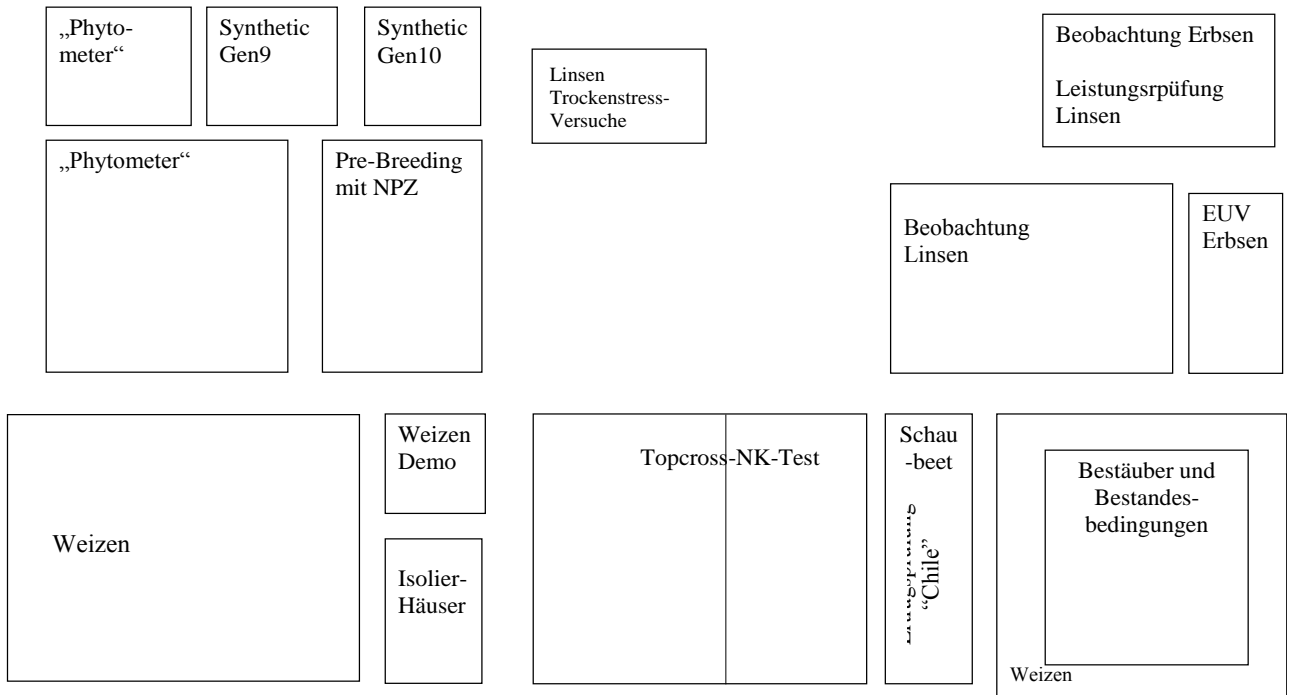 „Phyto-
meter“
Synthetic
Gen9
Synthetic
Gen10
Linsen
Trockenstress-
Versuche
Beobachtung Erbsen
Leistungsrpüfung
Linsen
„Phytometer“
Pre-Breeding
mit NPZ
Beobachtung
Linsen
EUV
Erbsen
Weizen
Weizen
Demo
Isolier-
Häuser
Topcross-NK-Test
Schau
-beet
“Chile”
Bestäuber und
Bestandes-
bedingungen
Weizen